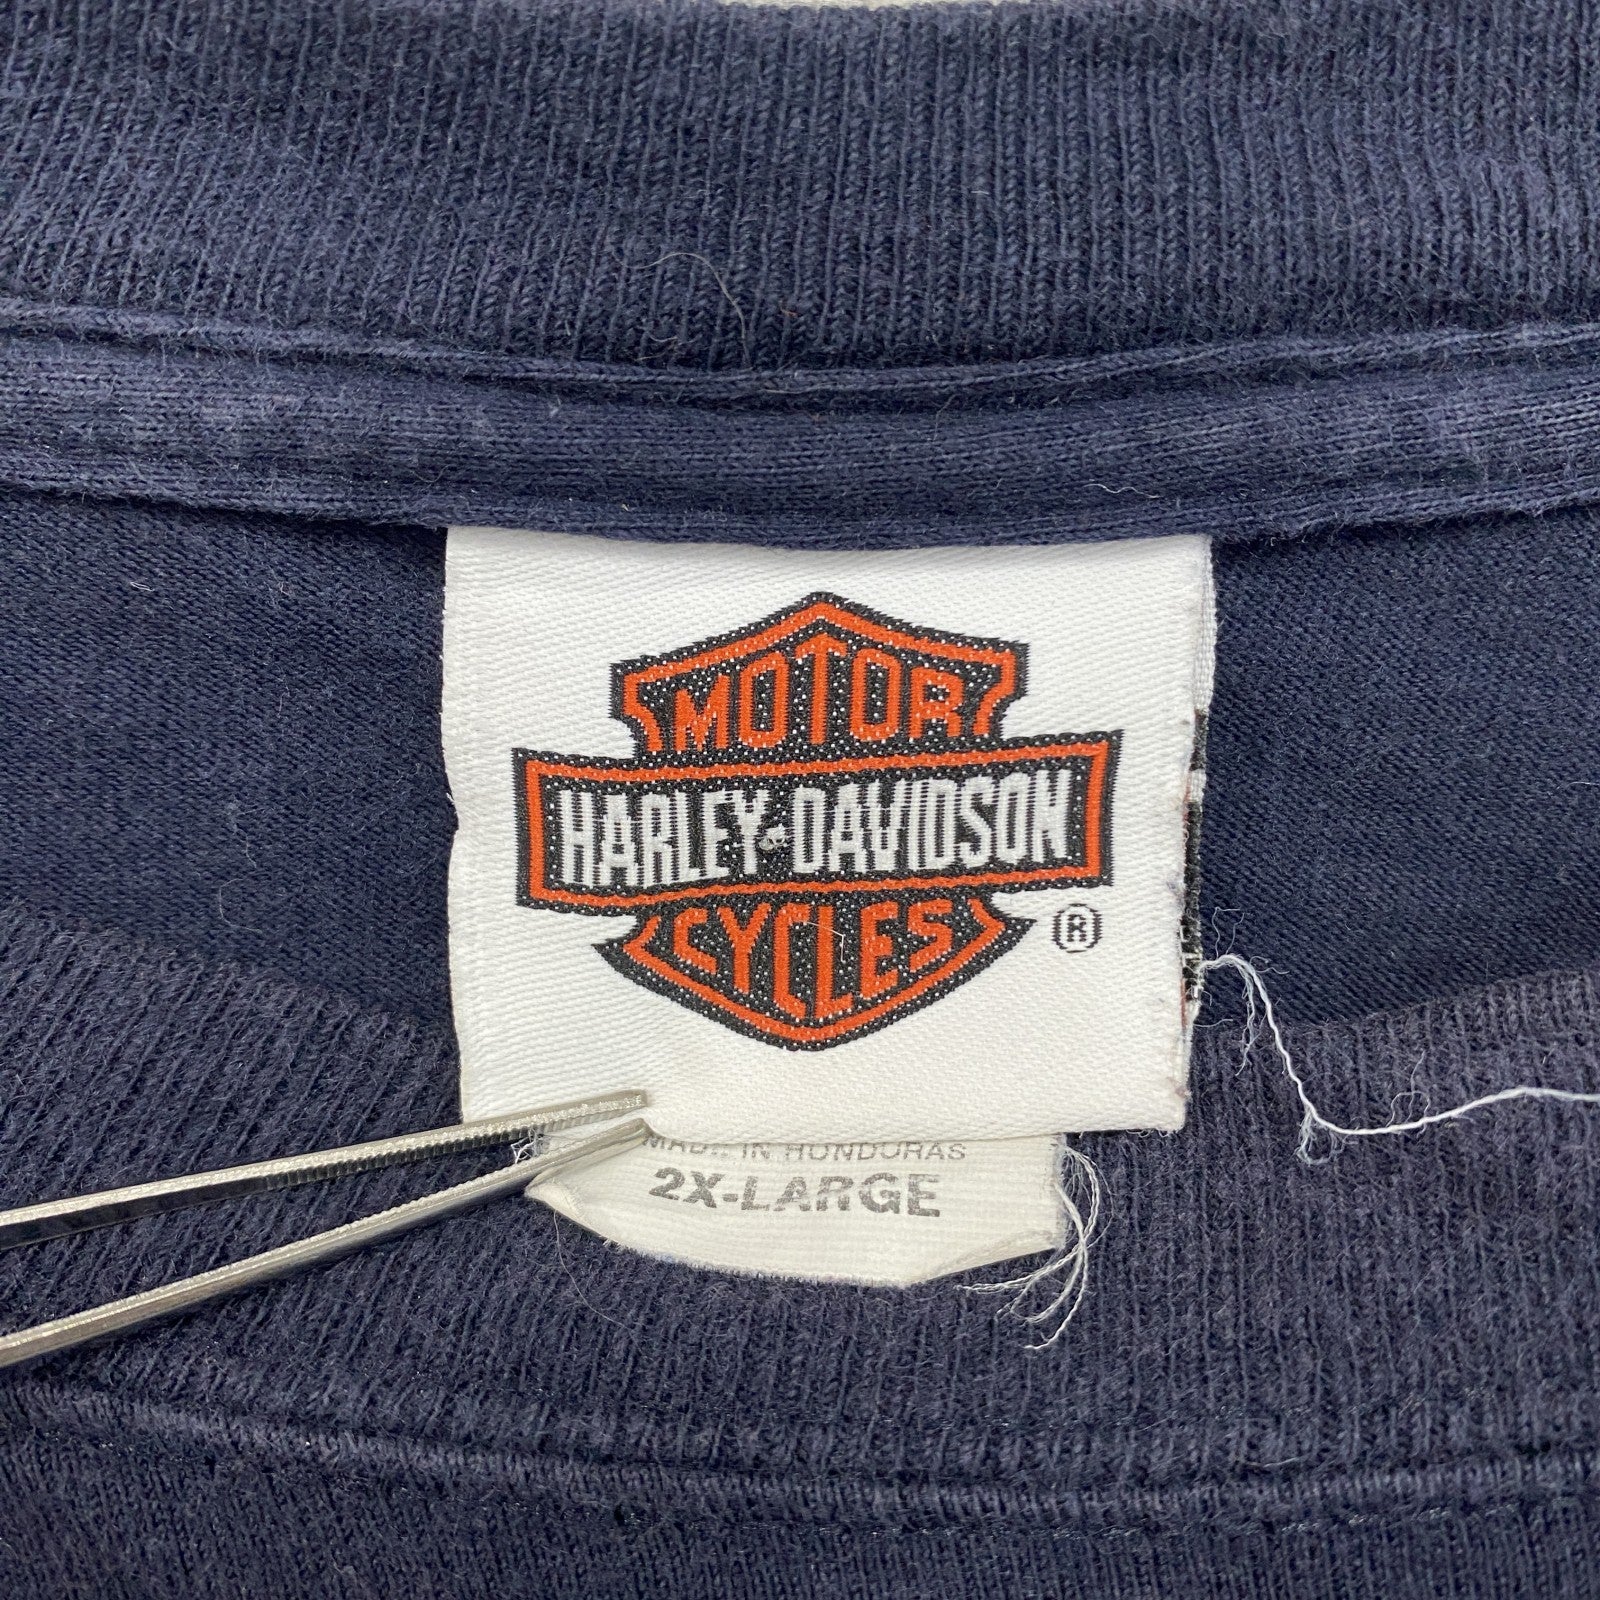 MOTOR
HARLEY-DAVIDSON
CYCLES
®
MADE IN HONDURAS
2X-LARGE